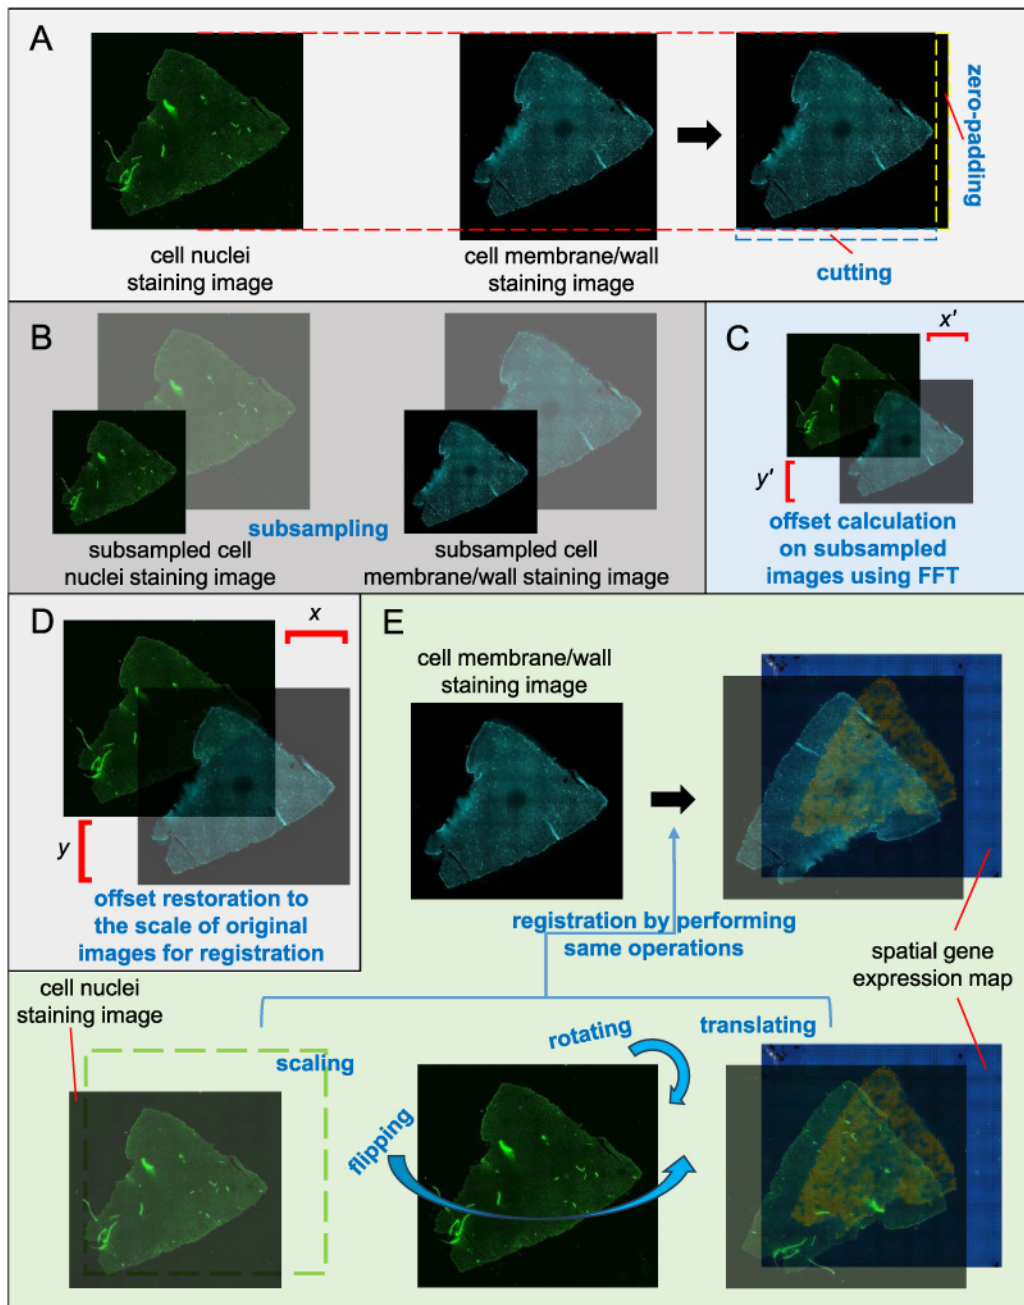 A
cell nuclei
staining image
cell membrane/wall
staining image
zero-padding
cutting
B
subsampling
subsampled cell
nuclei staining image
subsampled cell
membrane/wall staining image
C
x'
y'
offset calculation
on subsampled
images using FFT
D
x
y
offset restoration to
the scale of original
images for registration
E
cell membrane/wall
staining image
registration by performing
same operations
spatial gene
expression map
cell nuclei
staining image
scaling
flipping
rotating
translating